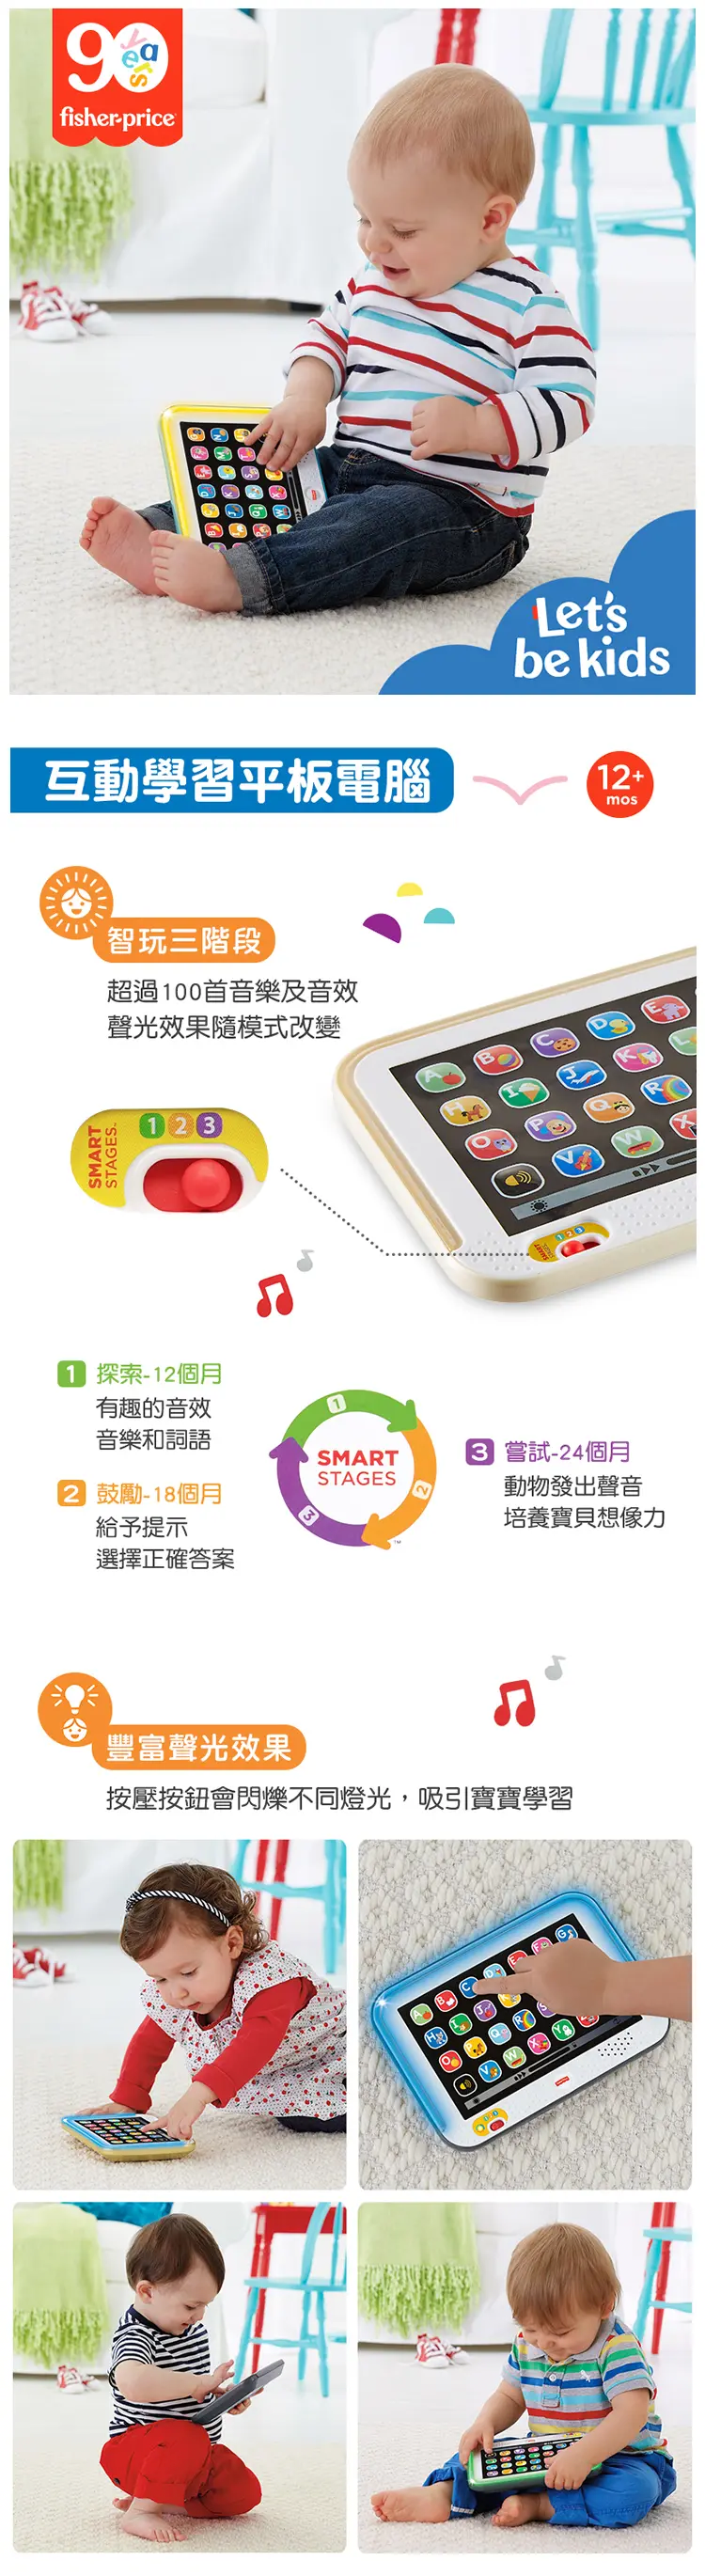 90 years
fisher-price
Let's
be kids
互動學習平板電腦
12+
mos
智玩三階段
超過100首音樂及音效
聲光效果隨模式改變
SMART
STAGES™
1 2 3
A B C D E
I J K L
H O P Q R
V W X
SMART
STAGES
1 2 3
1 探索-12個月
有趣的音效
音樂和詞語
2 鼓勵-18個月
給予提示
選擇正確答案
SMART
STAGES
1
2
3
™
3 嘗試-24個月
動物發出聲音
培養寶貝想像力
豐富聲光效果
按壓按鈕會閃爍不同燈光，吸引寶寶學習